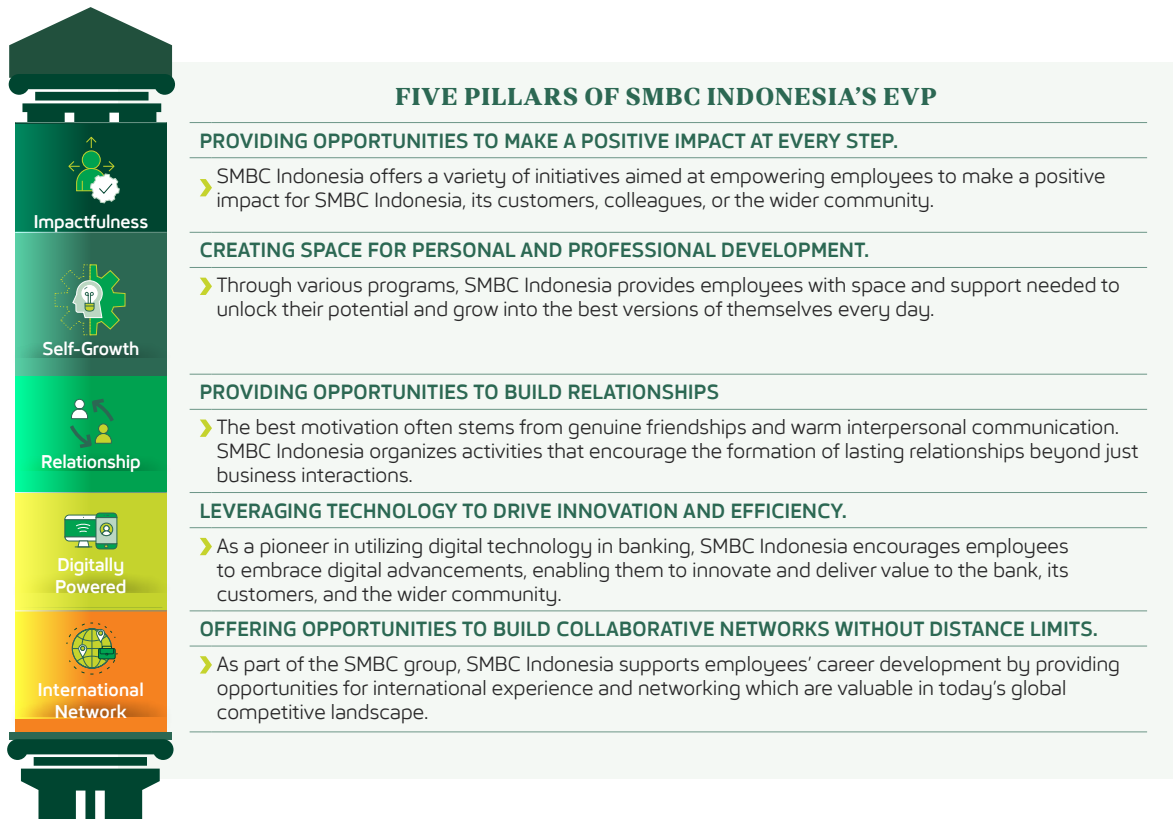 FIVE PILLARS OF SMBC INDONESIA'S EVP
Impactfulness
PROVIDING OPPORTUNITIES TO MAKE A POSITIVE IMPACT AT EVERY STEP.
SMBC Indonesia offers a variety of initiatives aimed at empowering employees to make a positive
impact for SMBC Indonesia, its customers, colleagues, or the wider community.
Self-Growth
CREATING SPACE FOR PERSONAL AND PROFESSIONAL DEVELOPMENT.
Through various programs, SMBC Indonesia provides employees with space and support needed to
unlock their potential and grow into the best versions of themselves every day.
Relationship
PROVIDING OPPORTUNITIES TO BUILD RELATIONSHIPS
The best motivation often stems from genuine friendships and warm interpersonal communication.
SMBC Indonesia organizes activities that encourage the formation of lasting relationships beyond just
business interactions.
Digitally
Powered
LEVERAGING TECHNOLOGY TO DRIVE INNOVATION AND EFFICIENCY.
As a pioneer in utilizing digital technology in banking, SMBC Indonesia encourages employees
to embrace digital advancements, enabling them to innovate and deliver value to the bank, its
customers, and the wider community.
International
Network
OFFERING OPPORTUNITIES TO BUILD COLLABORATIVE NETWORKS WITHOUT DISTANCE LIMITS.
As part of the SMBC group, SMBC Indonesia supports employees' career development by providing
opportunities for international experience and networking which are valuable in today's global
competitive landscape.